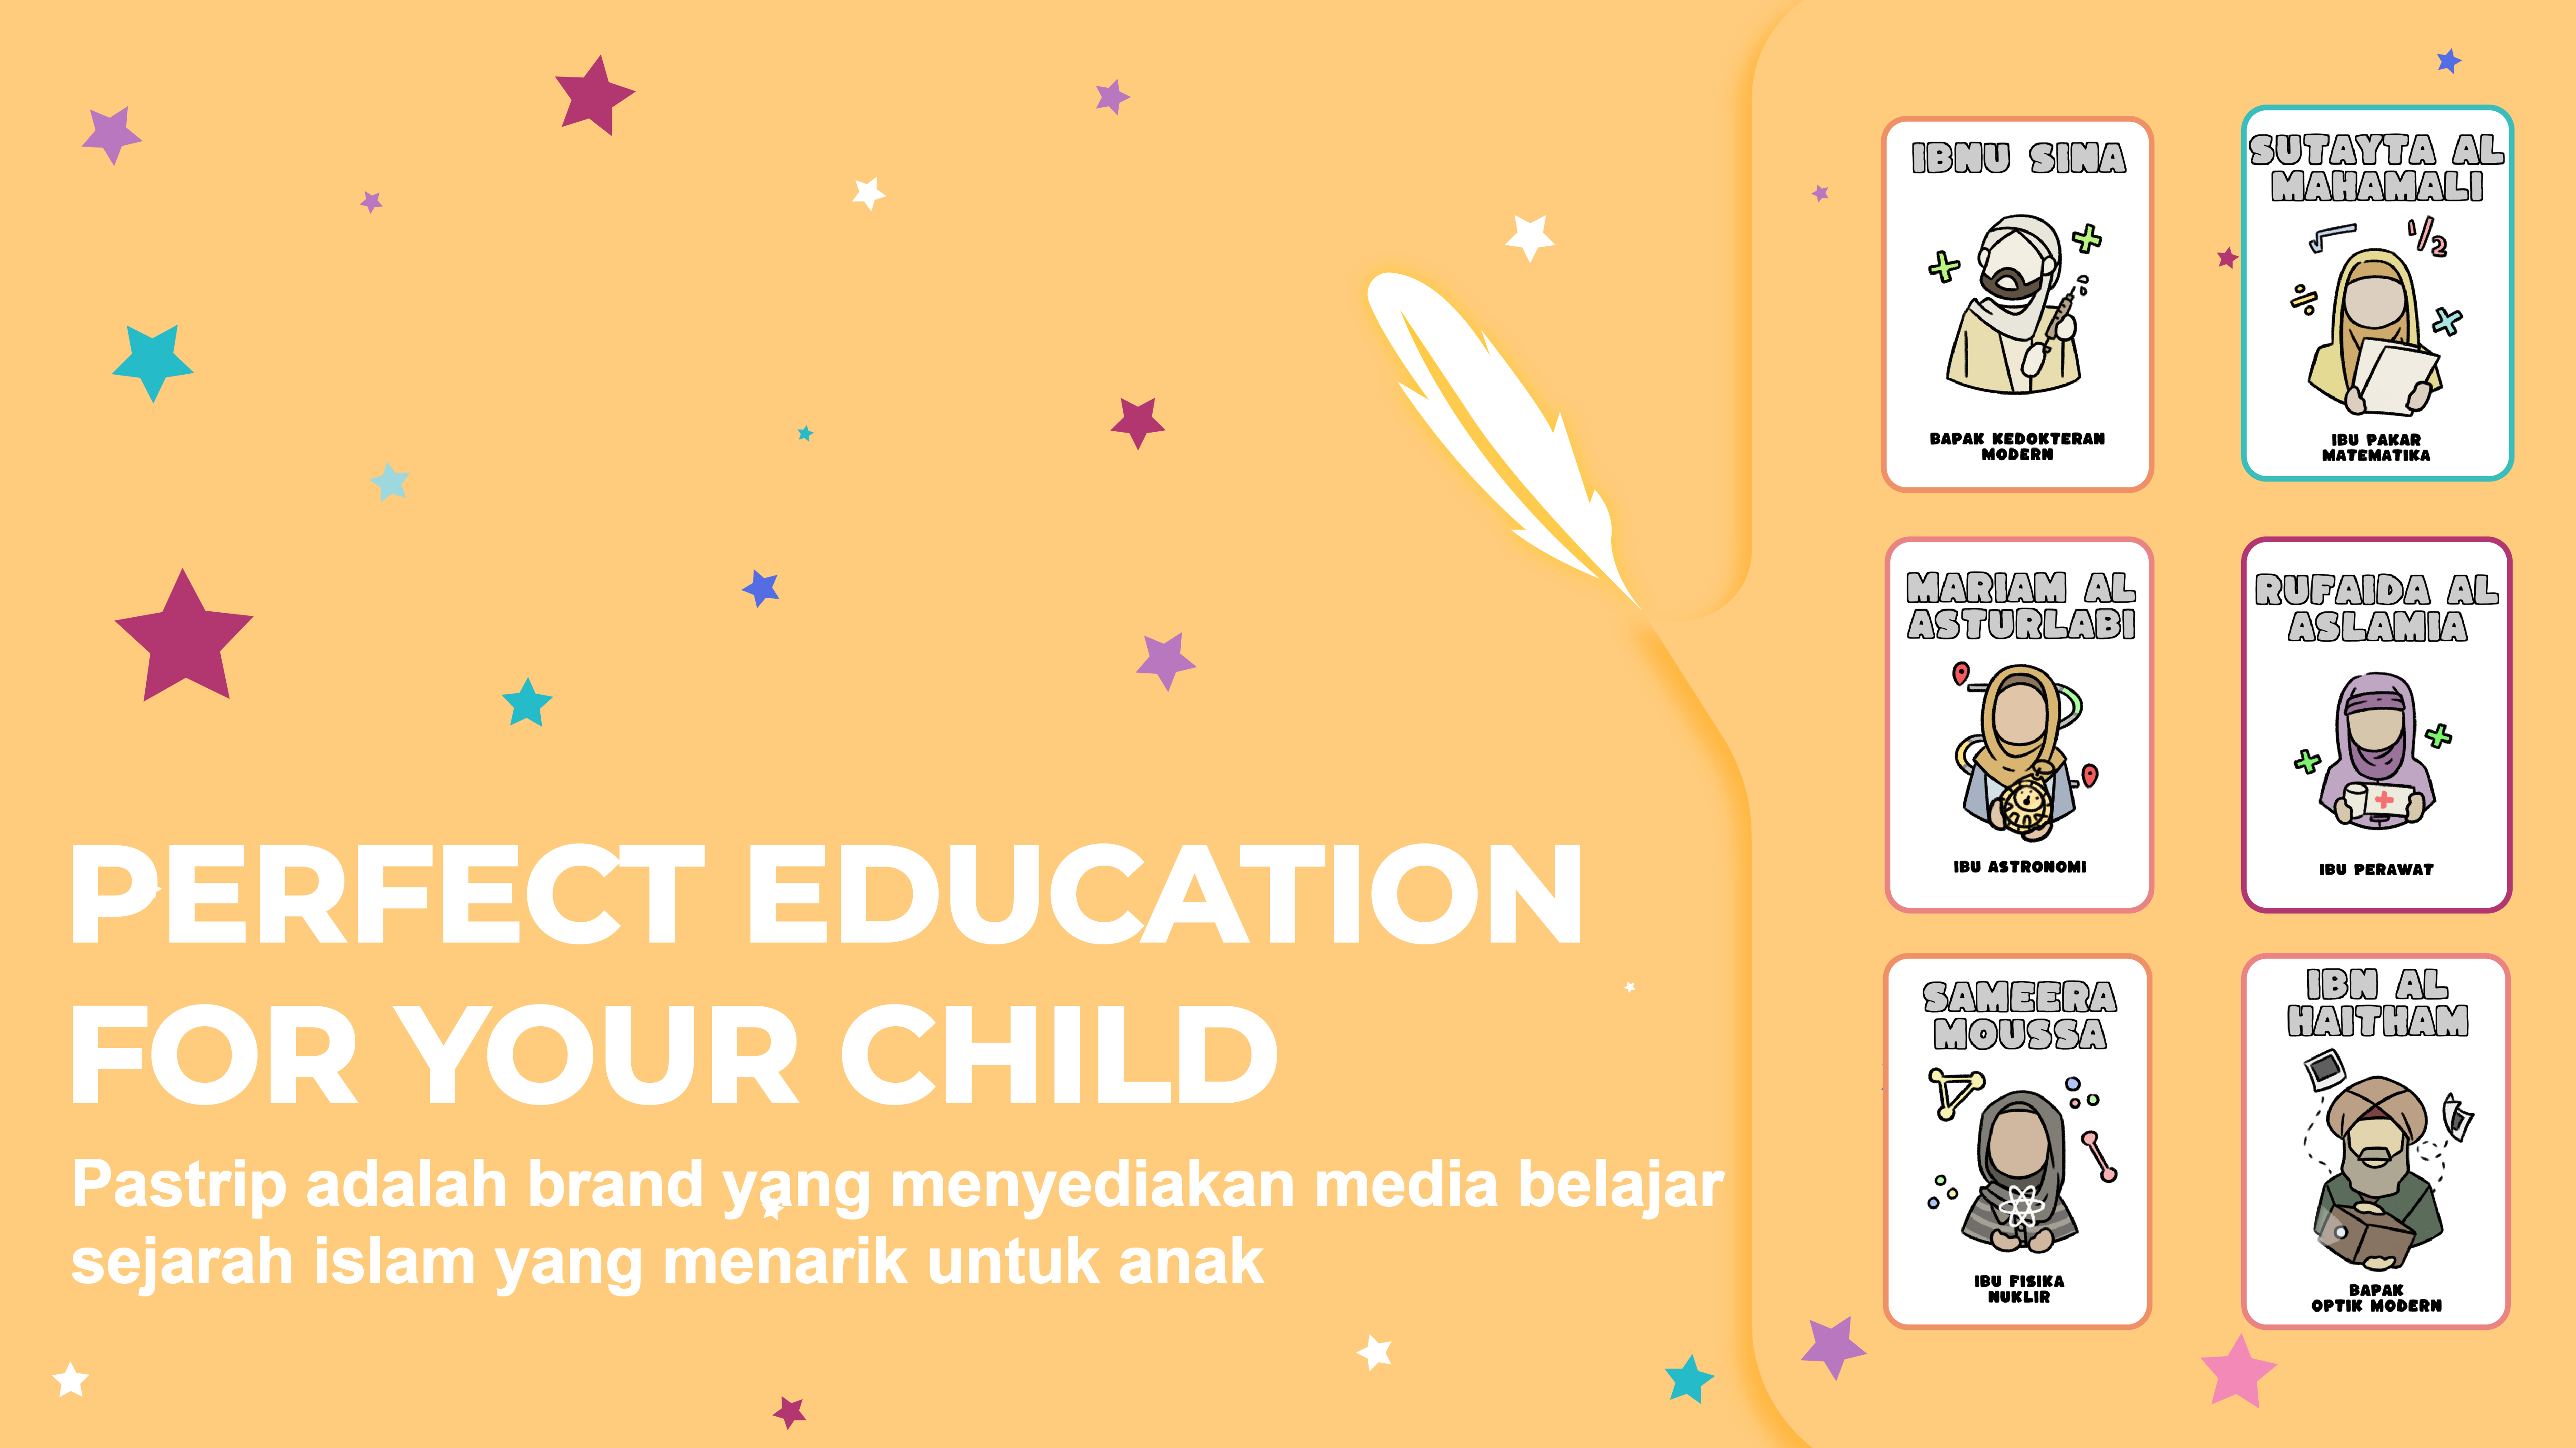 PERFECT EDUCATION
FOR YOUR CHILD
Pastrip adalah brand yang menyediakan media belajar
sejarah islam yang menarik untuk anak
IBNU SINA
BAPAK KEDOKTERAN
MODERN
SUTAYTA AL
MAHAMALI
1/2
IBU PAKAR
MATEMATIKA
MARIAM AL
ASTURLABI
IBU ASTRONOMI
RUFAIDA AL
ASLAMIA
IBU PERAWAT
SAMEERA
MOUSSA
IBU FISIKA
NUKLIR
IBN AL
HAITHAM
BAPAK
OPTIK MODERN